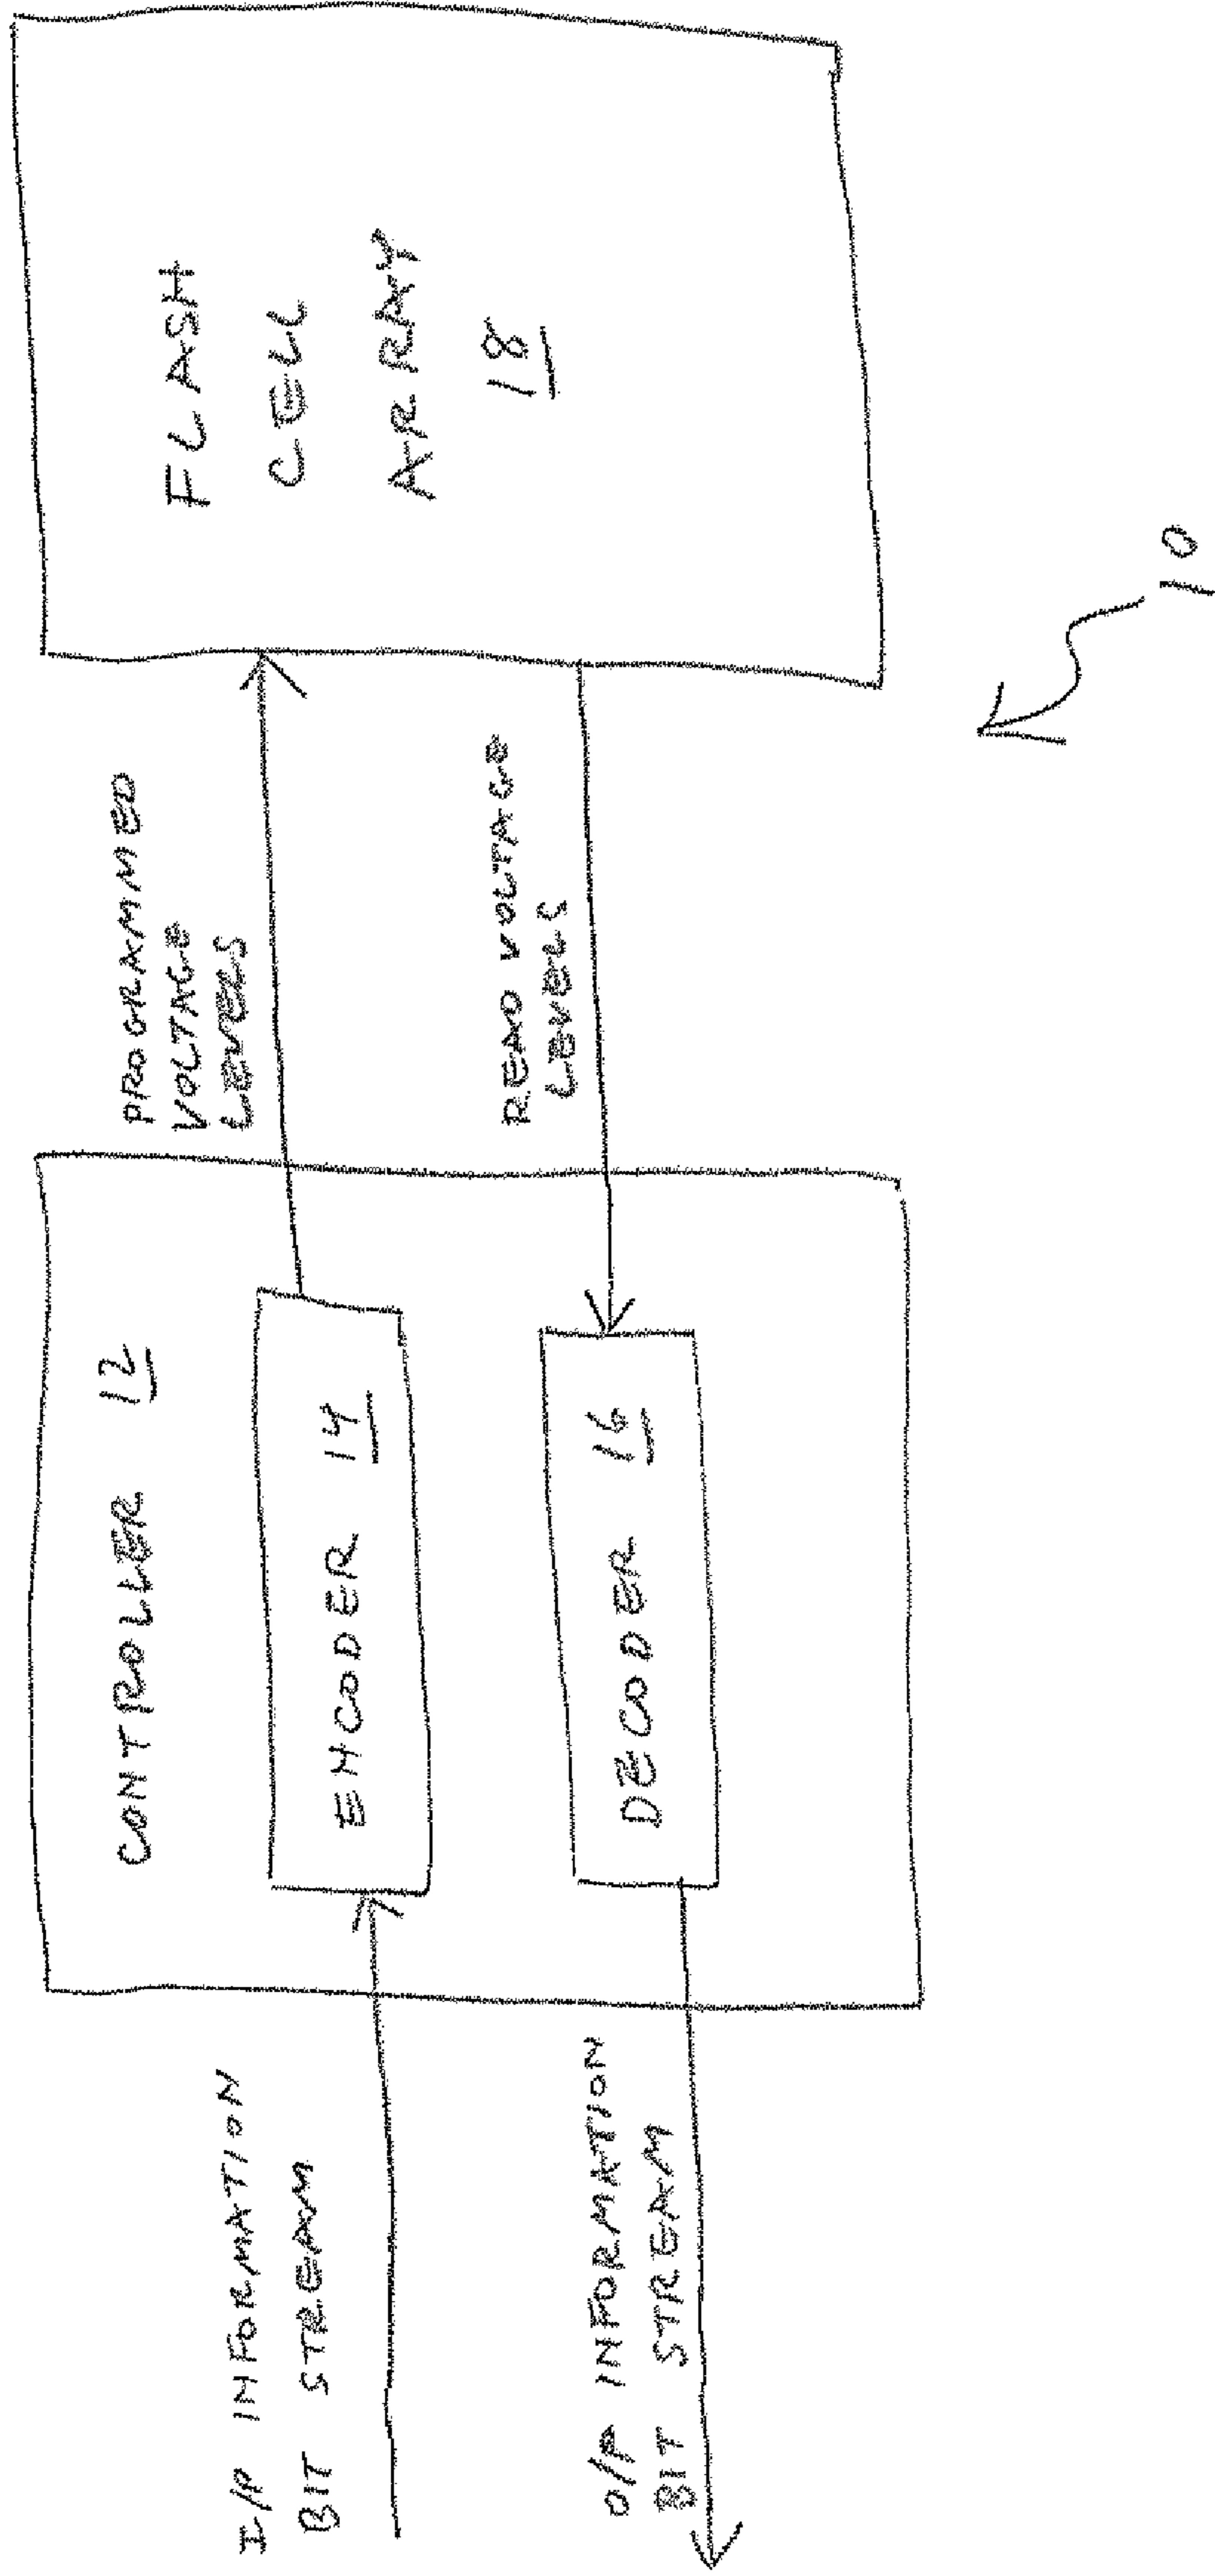 I/P INFORMATION
BIT STREAM
CONTROLLER 12
ENCODER 14
PROGRAMMED
VOLTAGE
LEVELS
FLASH
CELL
ARRAY
18
O/P INFORMATION
BIT STREAM
DECODER 16
READ VOLTAGE
LEVELS
10